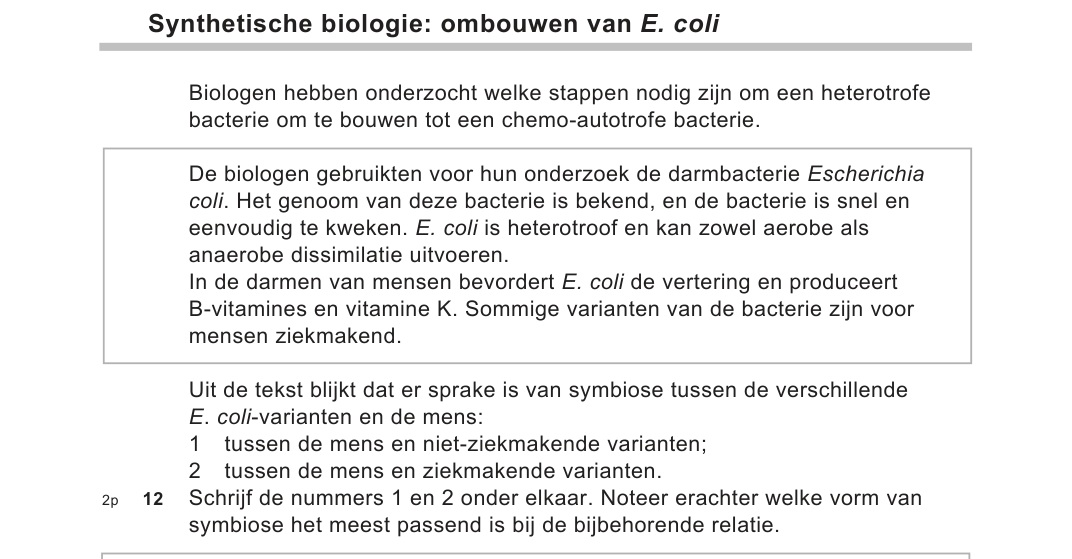 Synthetische biologie: ombouwen van E. coli
Biologen hebben onderzocht welke stappen nodig zijn om een heterotrofe
bacterie om te bouwen tot een chemo-autotrofe bacterie.
De biologen gebruikten voor hun onderzoek de darmbacterie Escherichia
coli. Het genoom van deze bacterie is bekend, en de bacterie is snel en
eenvoudig te kweken. E. coli is heterotroof en kan zowel aerobe als
anaerobe dissimilatie uitvoeren.
In de darmen van mensen bevordert E. coli de vertering en produceert
B-vitamines en vitamine K. Sommige varianten van de bacterie zijn voor
mensen ziekmakend.
Uit de tekst blijkt dat er sprake is van symbiose tussen de verschillende
E. coli-varianten en de mens:
1 tussen de mens en niet-ziekmakende varianten;
2 tussen de mens en ziekmakende varianten.
2p 12 Schrijf de nummers 1 en 2 onder elkaar. Noteer erachter welke vorm van
symbiose het meest passend is bij de bijbehorende relatie.